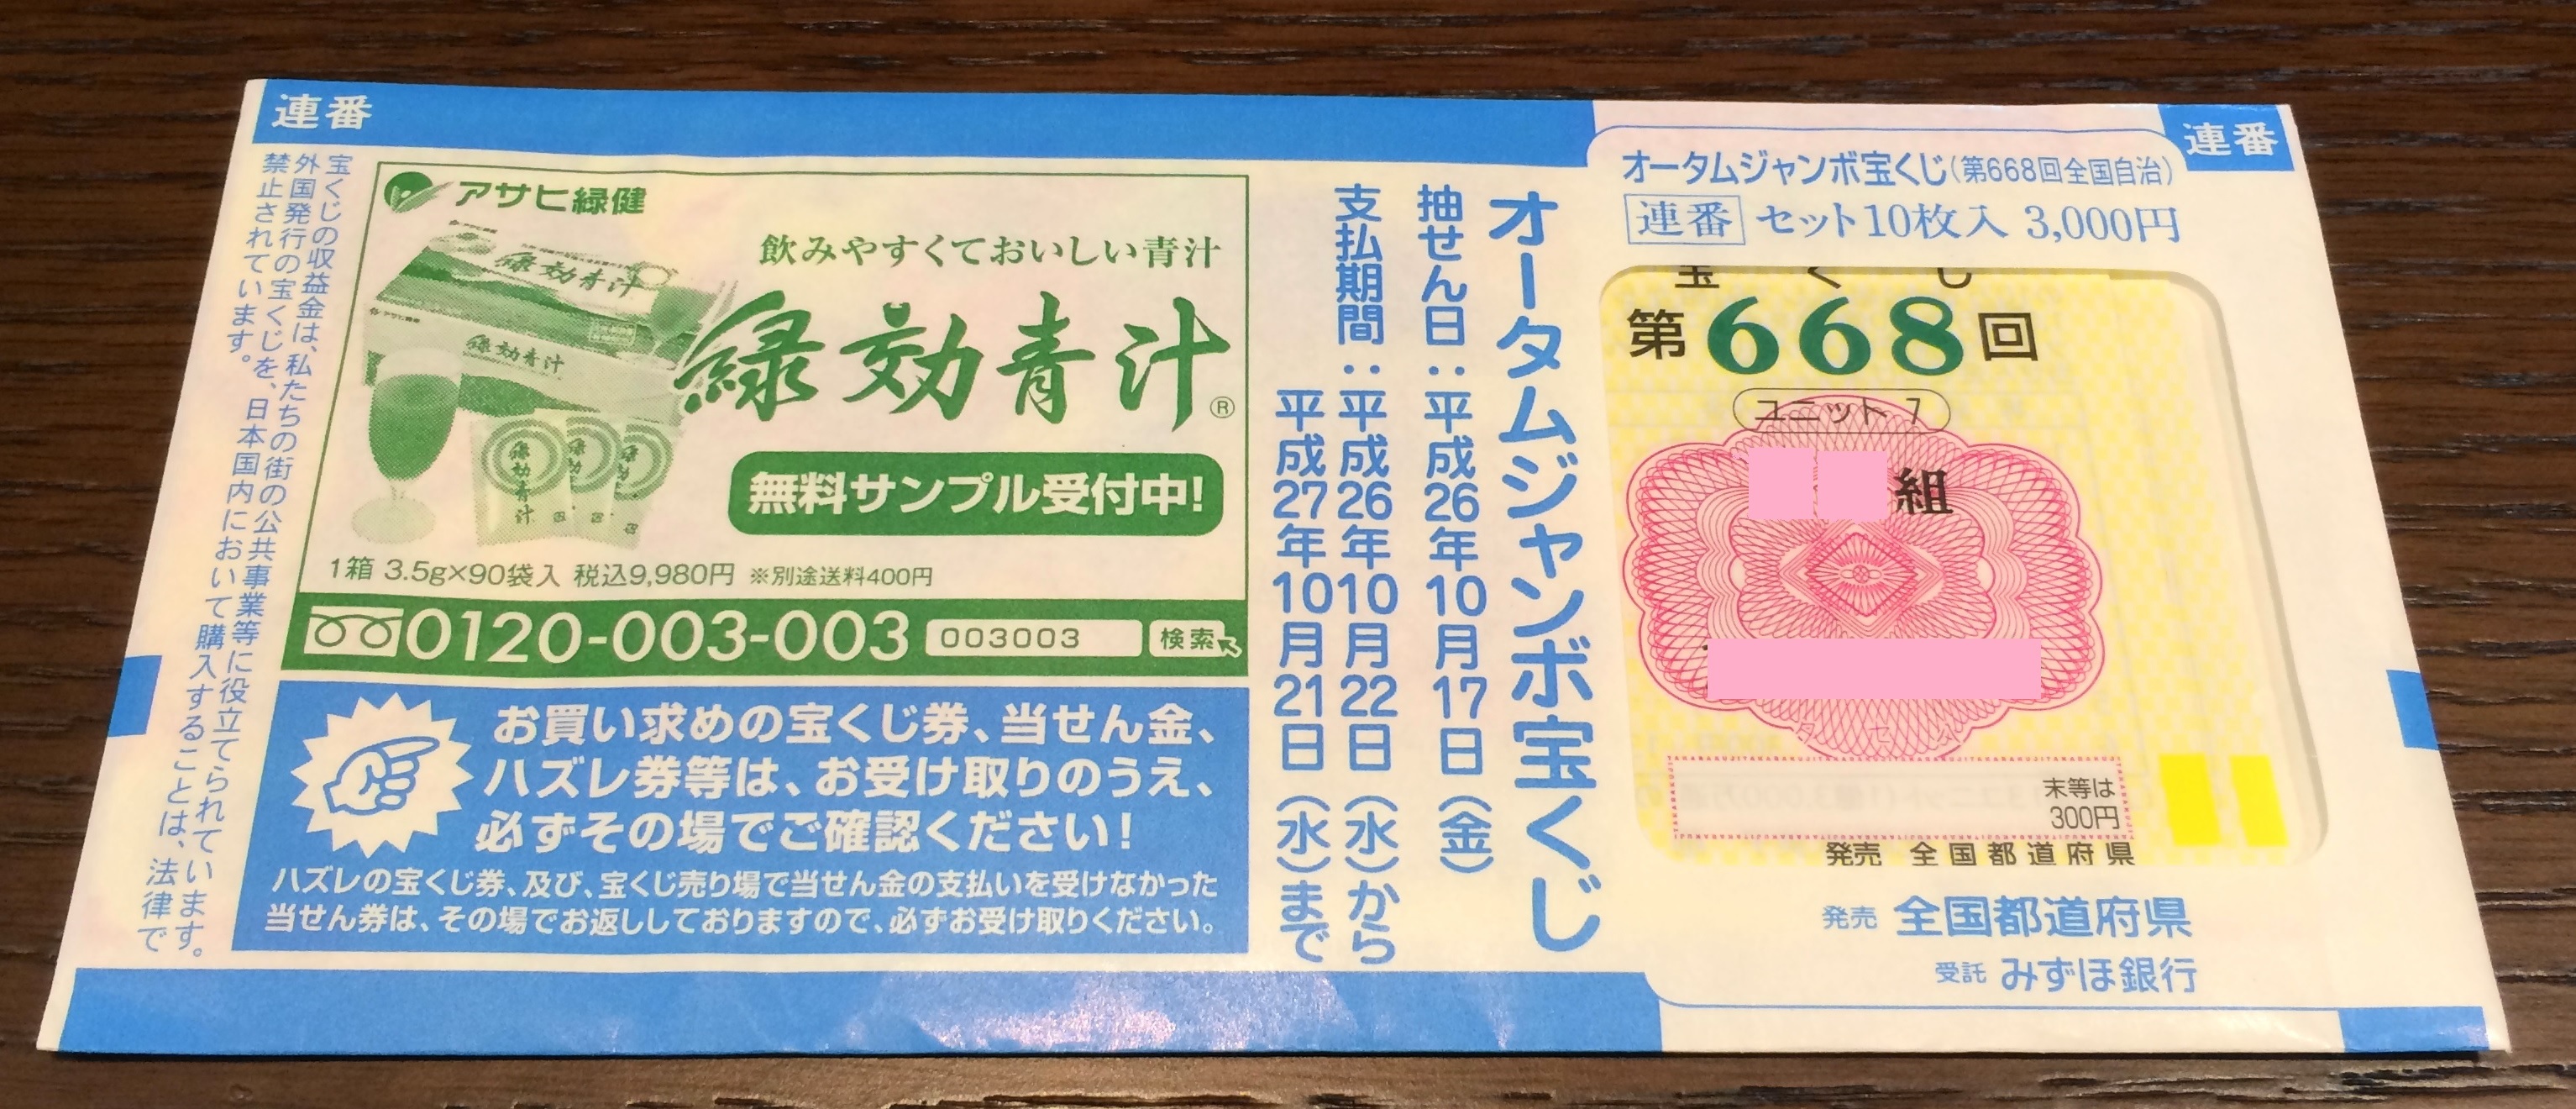 連番
連番
宝くじの収益金は、私たちの街の公共事業等に役立てられています。
外国発行の宝くじを、日本国内において購入することは、法律で
禁止されています。
アサヒ緑健
飲みやすくておいしい青汁
緑効青汁®
緑効青汁
緑効青汁
緑効青汁
無料サンプル受付中!
1箱 3.5g×90袋入 税込9,980円 ※別途送料400円
0120-003-003 003003 検索
お買い求めの宝くじ券、当せん金、
ハズレ券等は、お受け取りのうえ、
必ずその場でご確認ください!
ハズレの宝くじ券、及び、宝くじ売り場で当せん金の支払いを受けなかった
当せん券は、その場でお返ししておりますので、必ずお受け取りください。
オータムジャンボ宝くじ
抽せん日:平成26年10月17日(金)
支払期間:平成26年10月22日(水)から
平成27年10月21日(水)まで
オータムジャンボ宝くじ(第668回全国自治)
連番 セット10枚入 3,000円
宝くじ
第668回
ユニット 7
組
末等は
300円
発売 全国都道府県
発売 全国都道府県
受託 みずほ銀行